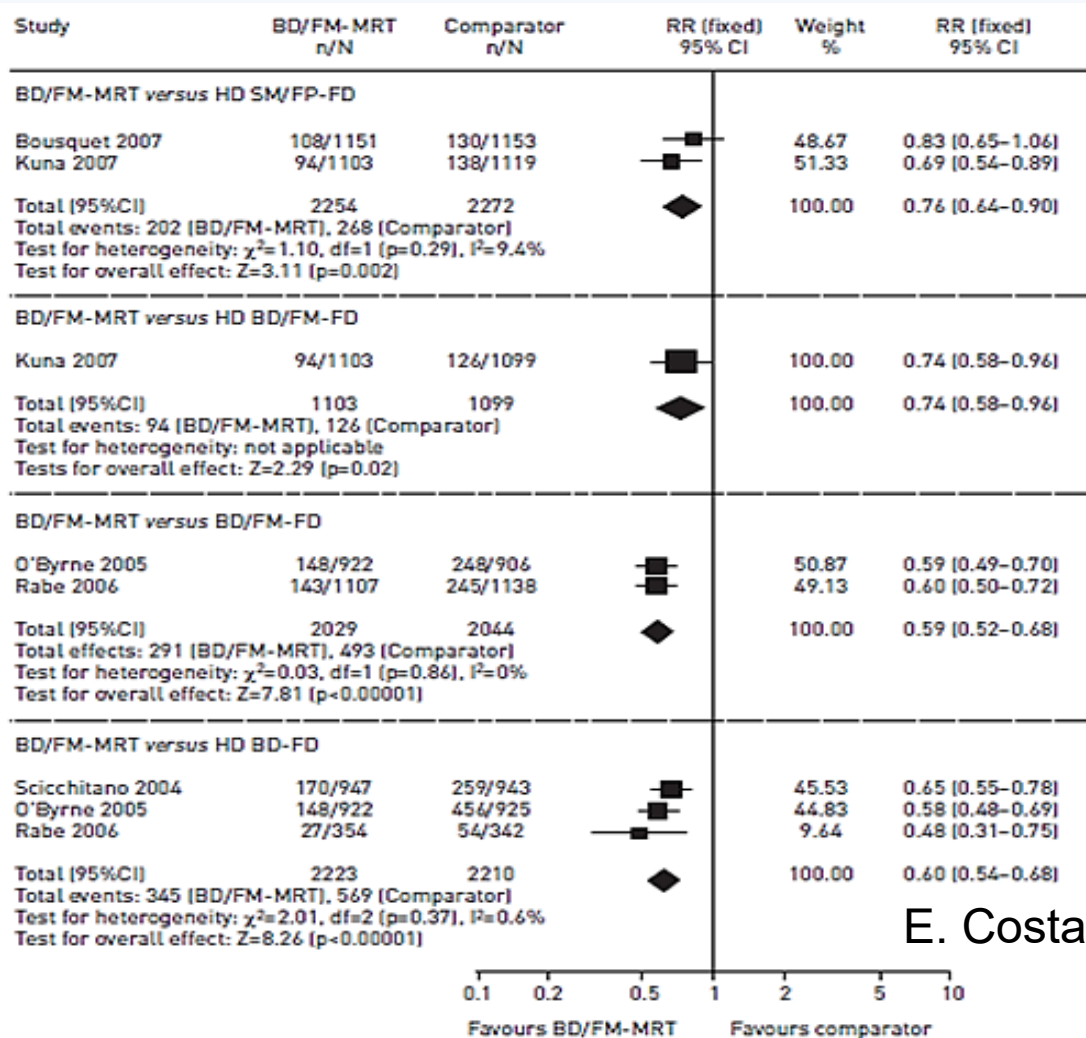 Study BD/FM-MRT Comparator RR (fixed) Weight RR (fixed)
n/N n/N 95% CI % 95% CI
BD/FM-MRT versus HD SM/FP-FD
Bousquet 2007 108/1151 130/1153 48.67 0.83 (0.65–1.06)
Kuna 2007 94/1103 138/1119 51.33 0.69 (0.54–0.89)
Total (95%CI) 2254 2272 100.00 0.76 (0.64–0.90)
Total events: 202 (BD/FM-MRT), 268 (Comparator)
Test for heterogeneity: χ²=1.10, df=1 (p=0.29), I²=9.4%
Test for overall effect: Z=3.11 (p=0.002)
BD/FM-MRT versus HD BD/FM-FD
Kuna 2007 94/1103 126/1099 100.00 0.74 (0.58–0.96)
Total (95%CI) 1103 1099 100.00 0.74 (0.58–0.96)
Total events: 94 (BD/FM-MRT), 126 (Comparator)
Test for heterogeneity: not applicable
Tests for overall effect: Z=2.29 (p=0.02)
BD/FM-MRT versus BD/FM-FD
O'Byrne 2005 148/922 248/906 50.87 0.59 (0.49–0.70)
Rabe 2006 143/1107 245/1138 49.13 0.60 (0.50–0.72)
Total (95%CI) 2029 2044 100.00 0.59 (0.52–0.68)
Total effects: 291 (BD/FM-MRT), 493 (Comparator)
Test for heterogeneity: χ²=0.03, df=1 (p=0.86), I²=0%
Test for overall effect: Z=7.81 (p<0.00001)
BD/FM-MRT versus HD BD-FD
Scicchitano 2004 170/947 259/943 45.53 0.65 (0.55–0.78)
O'Byrne 2005 148/922 456/925 44.83 0.58 (0.48–0.69)
Rabe 2006 27/354 54/342 9.64 0.48 (0.31–0.75)
Total (95%CI) 2223 2210 100.00 0.60 (0.54–0.68)
Total events: 345 (BD/FM-MRT), 569 (Comparator)
Test for heterogeneity: χ²=2.01, df=2 (p=0.37), I²=0.6%
Test for overall effect: Z=8.26 (p<0.00001)
E. Costa
0.1 0.2 0.5 1 2 5 10
Favours BD/FM-MRT Favours comparator